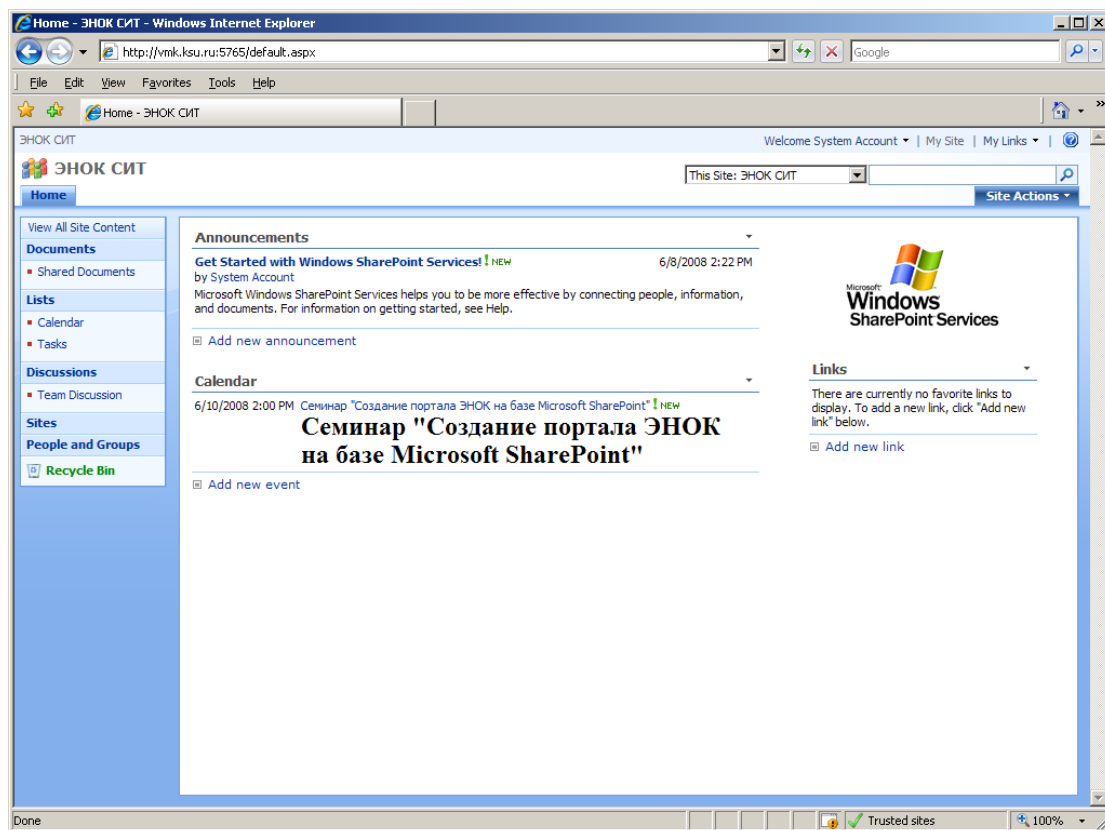 Home - ЭНОК СИТ - Windows Internet Explorer
http://vmk.ksu.ru:5765/default.aspx
Google
File Edit View Favorites Tools Help
Home - ЭНОК СИТ
ЭНОК СИТ
Welcome System Account | My Site | My Links |
ЭНОК СИТ
This Site: ЭНОК СИТ
Home
Site Actions
View All Site Content
Documents
Shared Documents
Lists
Calendar
Tasks
Discussions
Team Discussion
Sites
People and Groups
Recycle Bin
Announcements
Get Started with Windows SharePoint Services! NEW 6/8/2008 2:22 PM
by System Account
Microsoft Windows SharePoint Services helps you to be more effective by connecting people, information,
and documents. For information on getting started, see Help.
Add new announcement
Calendar
6/10/2008 2:00 PM Семинар "Создание портала ЭНОК на базе Microsoft SharePoint" ! NEW
Семинар "Создание портала ЭНОК
на базе Microsoft SharePoint"
Add new event
Microsoft
Windows
SharePoint Services
Links
There are currently no favorite links to
display. To add a new link, click "Add new
link" below.
Add new link
Done
Trusted sites
100%